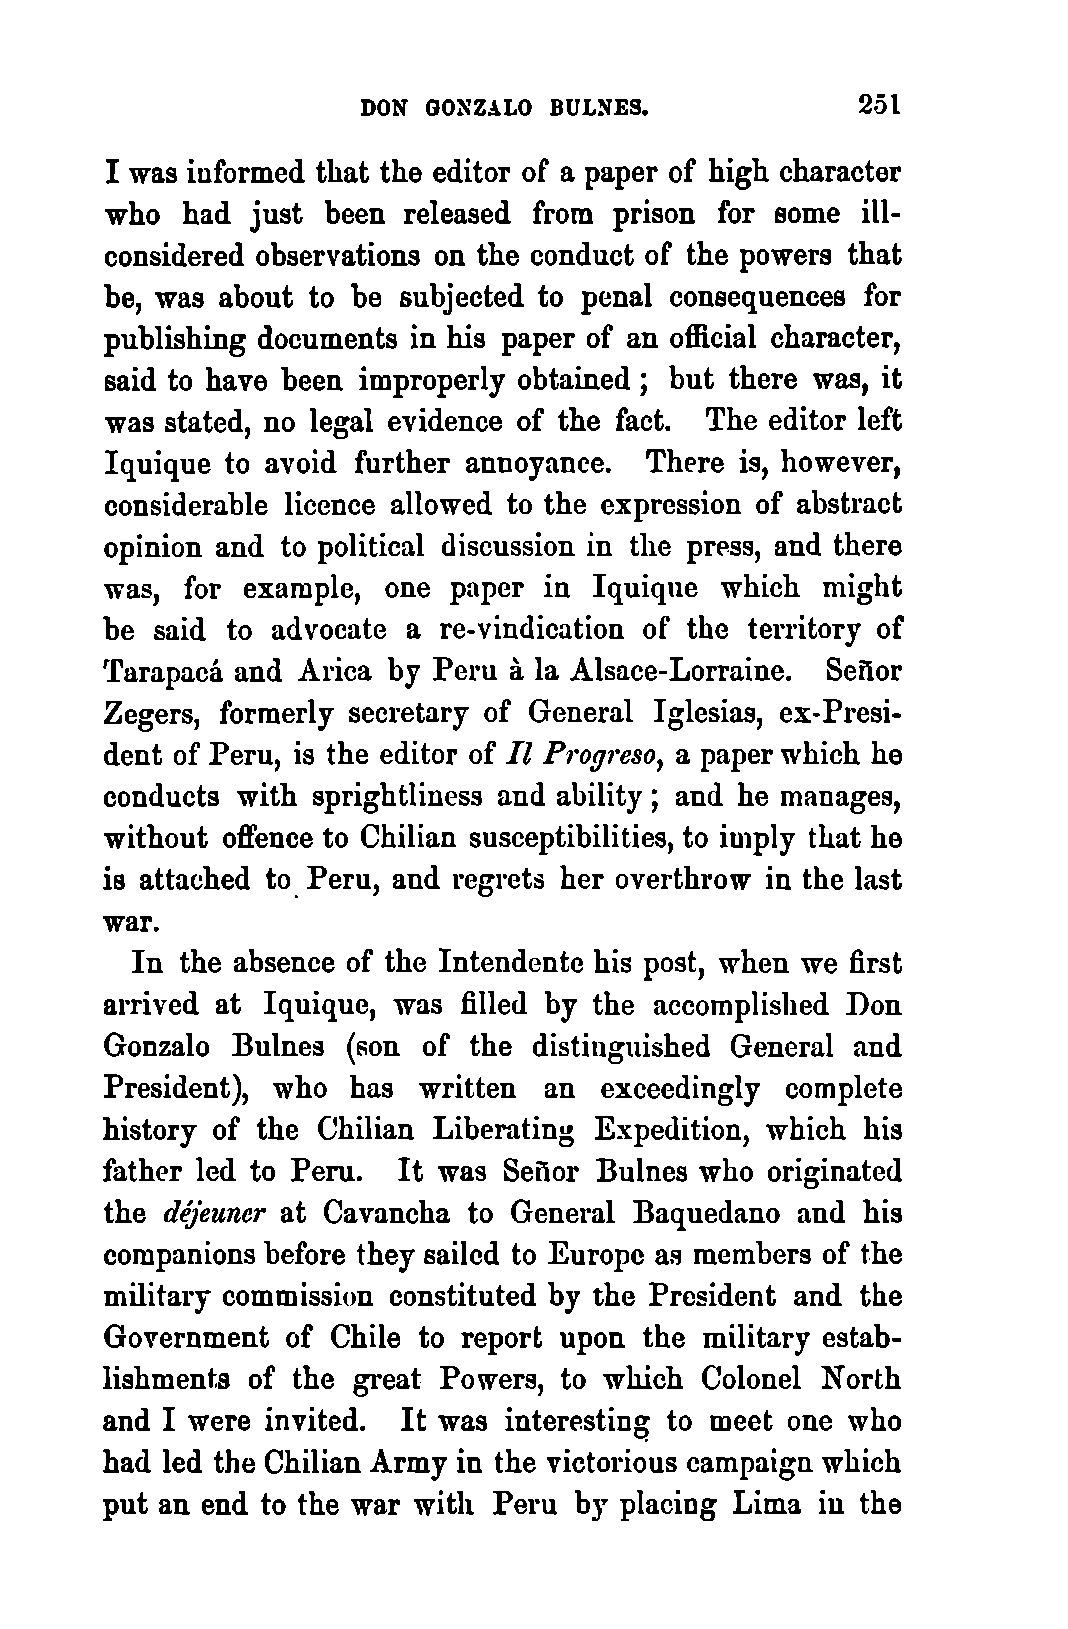 DON GONZALO BULNES. 251
I was informed that the editor of a paper of high character
who had just been released from prison for some ill-
considered observations on the conduct of the powers that
be, was about to be subjected to penal consequences for
publishing documents in his paper of an official character,
said to have been improperly obtained ; but there was, it
was stated, no legal evidence of the fact. The editor left
Iquique to avoid further annoyance. There is, however,
considerable licence allowed to the expression of abstract
opinion and to political discussion in the press, and there
was, for example, one paper in Iquique which might
be said to advocate a re-vindication of the territory of
Tarapacá and Arica by Peru à la Alsace-Lorraine. Señor
Zegers, formerly secretary of General Iglesias, ex-Presi-
dent of Peru, is the editor of Il Progreso, a paper which he
conducts with sprightliness and ability ; and he manages,
without offence to Chilian susceptibilities, to imply that he
is attached to Peru, and regrets her overthrow in the last
war.
In the absence of the Intendente his post, when we first
arrived at Iquique, was filled by the accomplished Don
Gonzalo Bulnes (son of the distinguished General and
President), who has written an exceedingly complete
history of the Chilian Liberating Expedition, which his
father led to Peru. It was Señor Bulnes who originated
the déjeuner at Cavancha to General Baquedano and his
companions before they sailed to Europe as members of the
military commission constituted by the President and the
Government of Chile to report upon the military estab-
lishments of the great Powers, to which Colonel North
and I were invited. It was interesting to meet one who
had led the Chilian Army in the victorious campaign which
put an end to the war with Peru by placing Lima in the